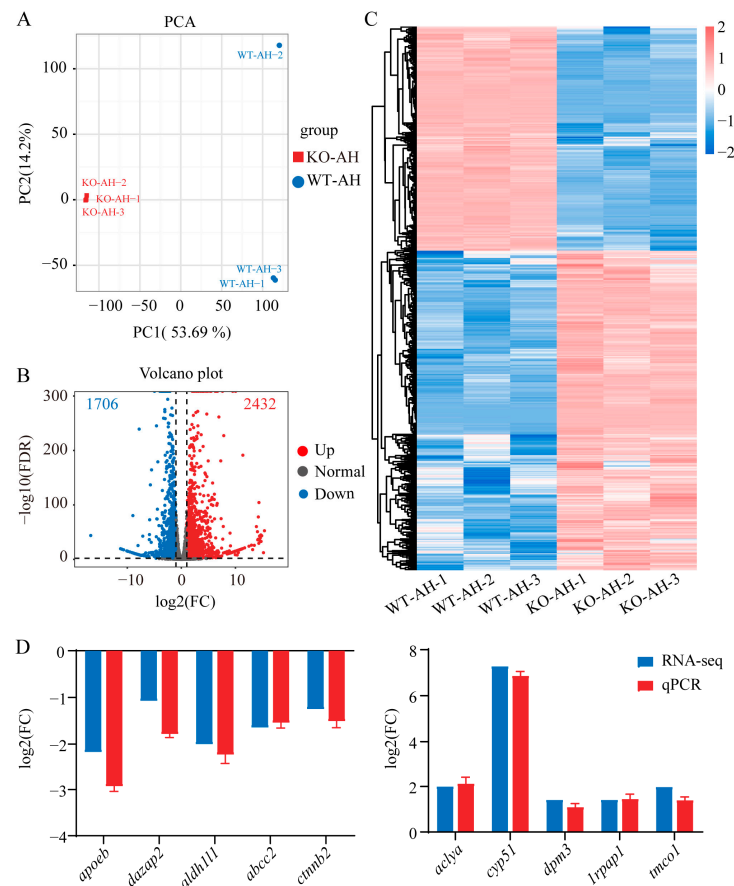 A
PCA
PC2(14.2%)
100
50
0
−50
WT-AH−2
KO-AH−2
KO-AH−1
KO-AH-3
WT-AH−3
WT-AH−1
−100
−50
0
50
100
PC1( 53.69 %)
group
KO-AH
WT-AH
B
Volcano plot
−log10(FDR)
300
200
100
0
1706
2432
−10
0
10
log2(FC)
Up
Normal
Down
C
2
1
0
−1
−2
WT-AH-1
WT-AH-2
WT-AH-3
KO-AH-1
KO-AH-2
KO-AH-3
D
log2(FC)
0
−1
−2
−3
−4
apoeb
dazap2
aldh1l1
abcc2
ctnnb2
log2(FC)
8
6
4
2
0
aclya
cyp51
dpm3
1rpap1
tmco1
RNA-seq
qPCR